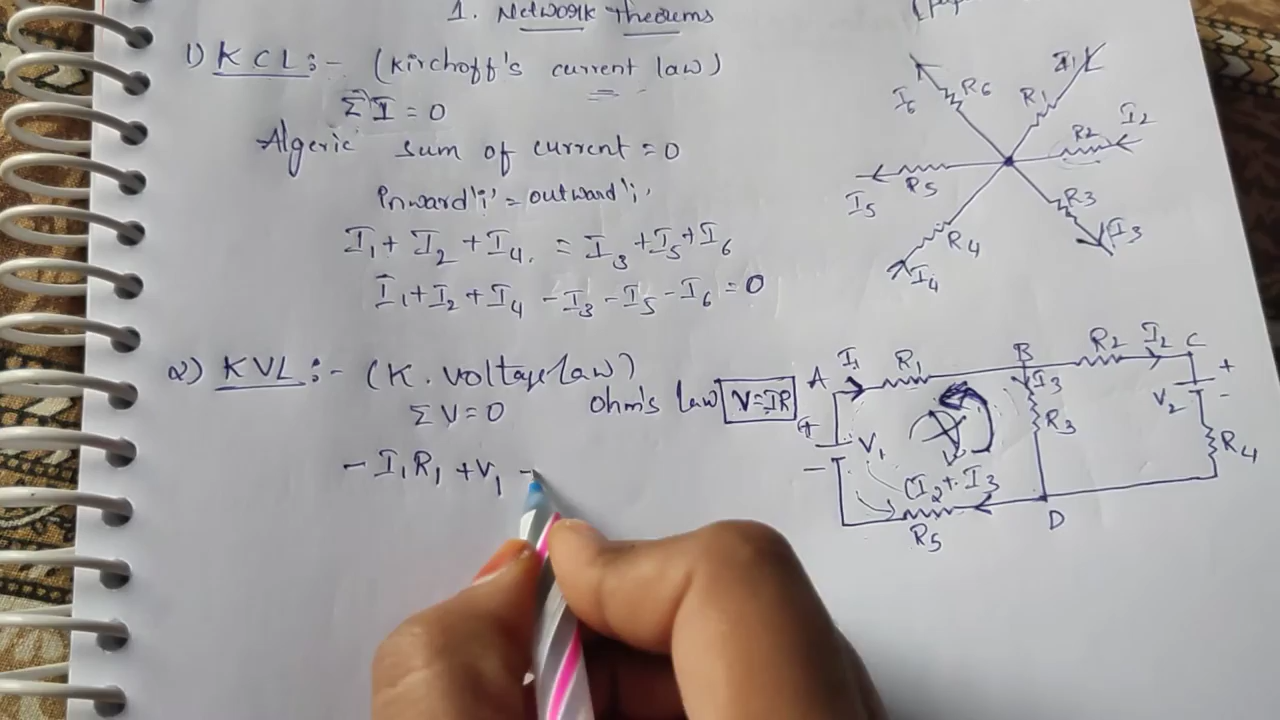 1. Network Theorems
1) KCL:- (Kirchoff's current law)
ΣI = 0
Algeric sum of current = 0
Inward 'i' = outward 'i'
I1 + I2 + I4. = I3 + I5 + I6
I1 + I2 + I4 - I3 - I5 - I6 = 0
I6 R6 R1 I1
R2 I2
I5 R5 R3 I3
R4 I4
2) KVL:- (K. Voltage law)
ΣV = 0 Ohm's law V=IR
- I1R1 + V1 -
A I1 R1 B R2 I2 C
I3 R3
+ - V1
V2 + -
R4
(I2 + I3
R5 D